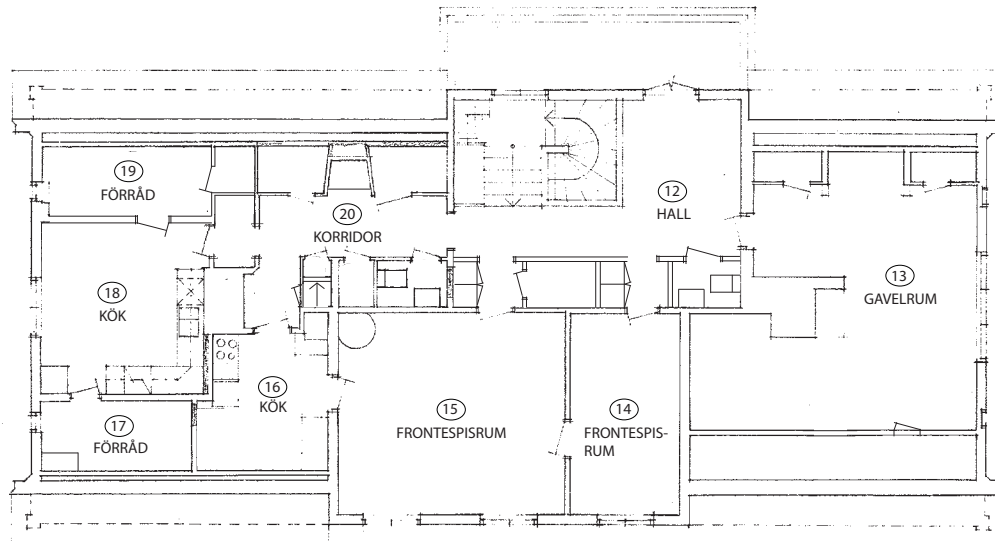 19
FÖRRÅD
20
KORRIDOR
12
HALL
18
KÖK
13
GAVELRUM
16
KÖK
17
FÖRRÅD
15
FRONTESPISRUM
14
FRONTESPIS-
RUM